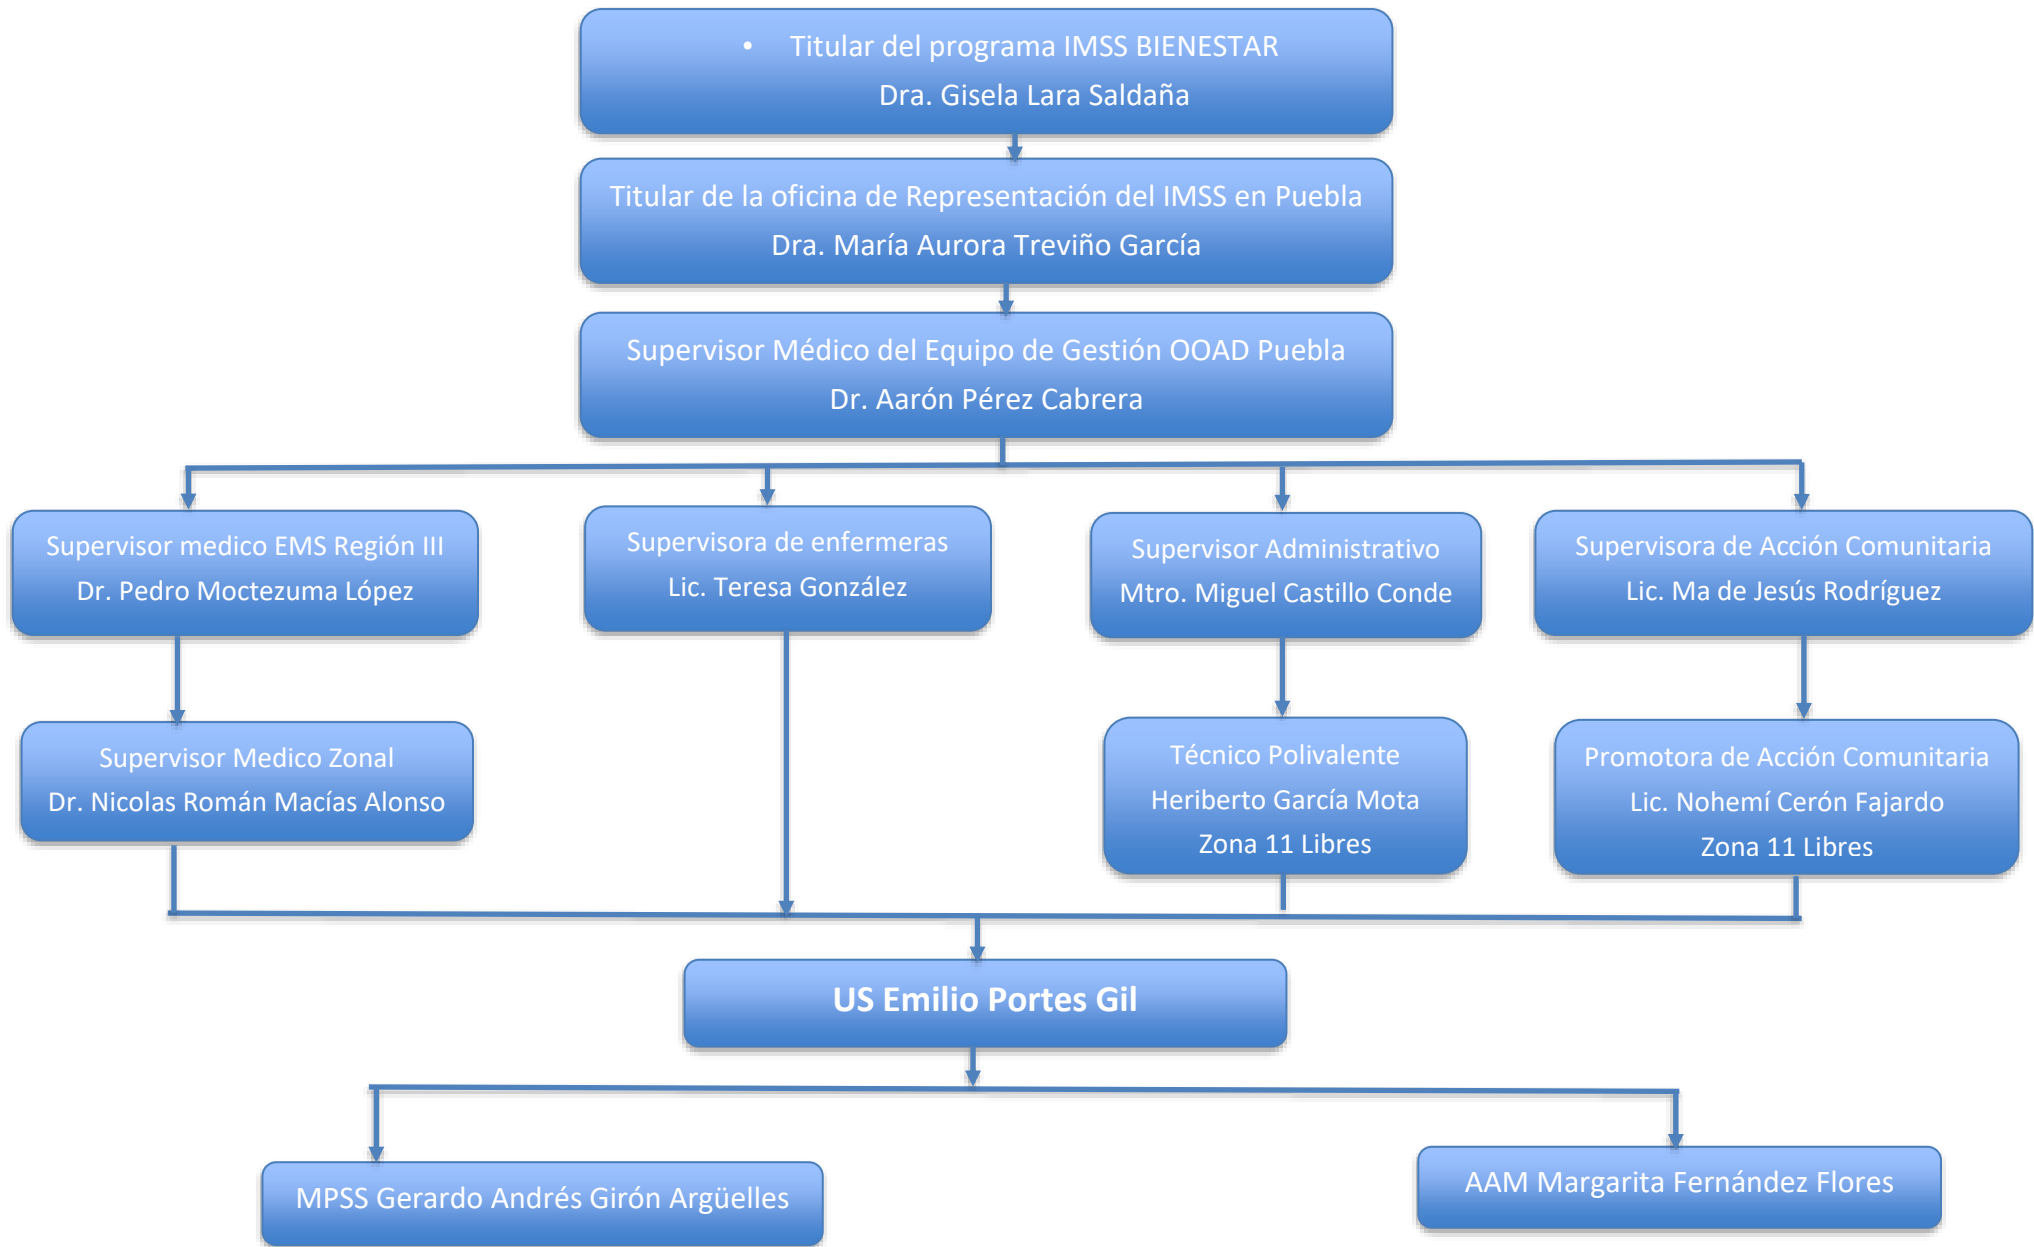 • Titular del programa IMSS BIENESTAR
Dra. Gisela Lara Saldaña
Titular de la oficina de Representación del IMSS en Puebla
Dra. María Aurora Treviño García
Supervisor Médico del Equipo de Gestión OOAD Puebla
Dr. Aarón Pérez Cabrera
Supervisor medico EMS Región III
Dr. Pedro Moctezuma López
Supervisora de enfermeras
Lic. Teresa González
Supervisor Administrativo
Mtro. Miguel Castillo Conde
Supervisora de Acción Comunitaria
Lic. Ma de Jesús Rodríguez
Supervisor Medico Zonal
Dr. Nicolas Román Macías Alonso
Técnico Polivalente
Heriberto García Mota
Zona 11 Libres
Promotora de Acción Comunitaria
Lic. Nohemí Cerón Fajardo
Zona 11 Libres
US Emilio Portes Gil
MPSS Gerardo Andrés Girón Argüelles
AAM Margarita Fernández Flores